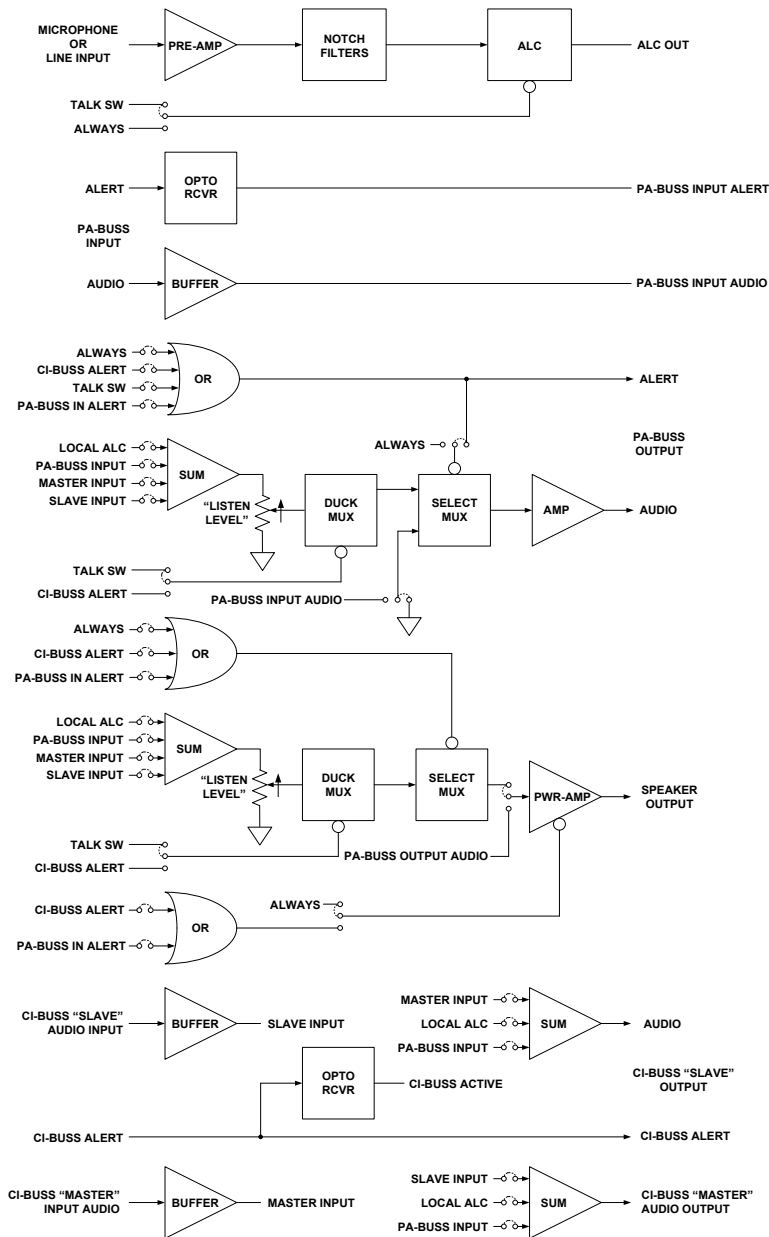 MICROPHONE
OR
LINE INPUT
PRE-AMP
NOTCH
FILTERS
ALC
ALC OUT
TALK SW
ALWAYS
ALERT
OPTO
RCVR
PA-BUSS INPUT ALERT
PA-BUSS
INPUT
AUDIO
BUFFER
PA-BUSS INPUT AUDIO
ALWAYS
CI-BUSS ALERT
TALK SW
PA-BUSS IN ALERT
OR
ALERT
ALWAYS
PA-BUSS
OUTPUT
LOCAL ALC
PA-BUSS INPUT
MASTER INPUT
SLAVE INPUT
SUM
“LISTEN
LEVEL”
DUCK
MUX
SELECT
MUX
AMP
AUDIO
TALK SW
CI-BUSS ALERT
PA-BUSS INPUT AUDIO
ALWAYS
CI-BUSS ALERT
PA-BUSS IN ALERT
OR
LOCAL ALC
PA-BUSS INPUT
MASTER INPUT
SLAVE INPUT
SUM
“LISTEN
LEVEL”
DUCK
MUX
SELECT
MUX
PWR-AMP
SPEAKER
OUTPUT
TALK SW
CI-BUSS ALERT
PA-BUSS OUTPUT AUDIO
CI-BUSS ALERT
PA-BUSS IN ALERT
OR
ALWAYS
CI-BUSS “SLAVE”
AUDIO INPUT
BUFFER
SLAVE INPUT
MASTER INPUT
LOCAL ALC
PA-BUSS INPUT
SUM
AUDIO
OPTO
RCVR
CI-BUSS ACTIVE
CI-BUSS “SLAVE”
OUTPUT
CI-BUSS ALERT
CI-BUSS ALERT
CI-BUSS “MASTER”
INPUT AUDIO
BUFFER
MASTER INPUT
SLAVE INPUT
LOCAL ALC
PA-BUSS INPUT
SUM
CI-BUSS “MASTER”
AUDIO OUTPUT